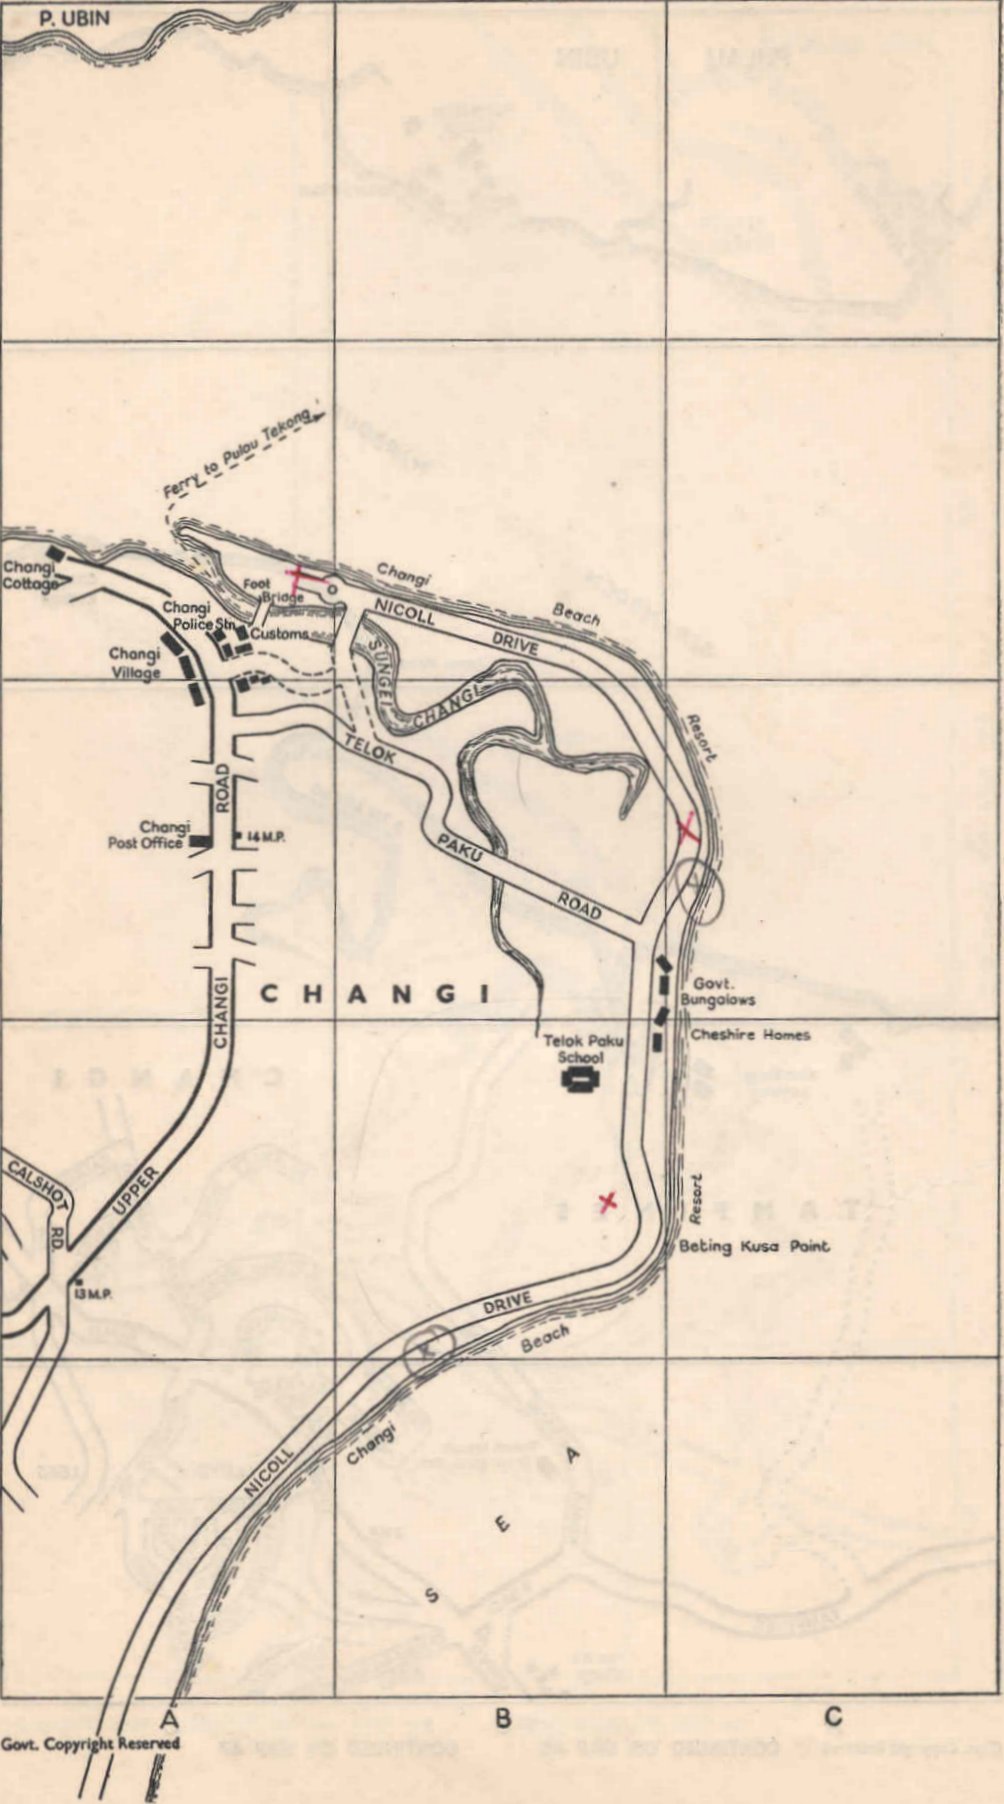 P. UBIN
Ferry to Pulau Tekong
Changi
Cottage
Foot
Bridge
Changi
Police Stn.
Customs
Changi
Village
Changi
Beach
Resort
NICOLL
DRIVE
SUNGEI
CHANGI
TELOK
PAKU
ROAD
ROAD
Changi
Post Office
14 M.P.
CHANGI
CHANGI
Govt.
Bungalows
Cheshire Homes
Telok Paku
School
UPPER
CALSHOT
RD.
13 M.P.
Resort
Beting Kusa Point
DRIVE
Beach
Changi
NICOLL
S E A
A
B
C
Govt. Copyright Reserved